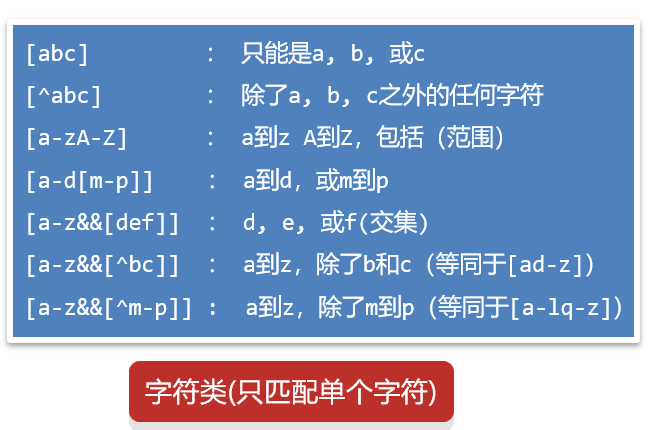 [abc] : 只能是a, b, 或c
[^abc] : 除了a, b, c之外的任何字符
[a-zA-Z] : a到z A到Z，包括（范围）
[a-d[m-p]] : a到d，或m到p
[a-z&&[def]] : d, e, 或f(交集)
[a-z&&[^bc]] : a到z，除了b和c（等同于[ad-z]）
[a-z&&[^m-p]] : a到z，除了m到p（等同于[a-lq-z]）
字符类(只匹配单个字符)